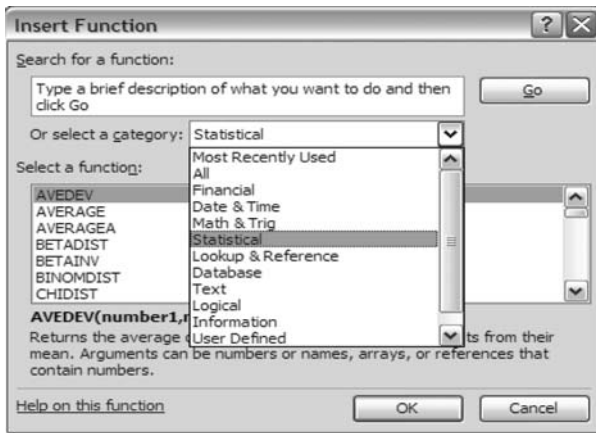 Insert Function
?
Search for a function:
Type a brief description of what you want to do and then
click Go
Go
Or select a category: Statistical
Most Recently Used
All
Financial
Date & Time
Math & Trig
Statistical
Lookup & Reference
Database
Text
Logical
Information
User Defined
Select a function:
AVEDEV
AVERAGE
AVERAGEA
BETADIST
BETAINV
BINOMDIST
CHIDIST
AVEDEV(number1,
Returns the average ts from their
mean. Arguments can be numbers or names, arrays, or references that
contain numbers.
Help on this function
OK
Cancel